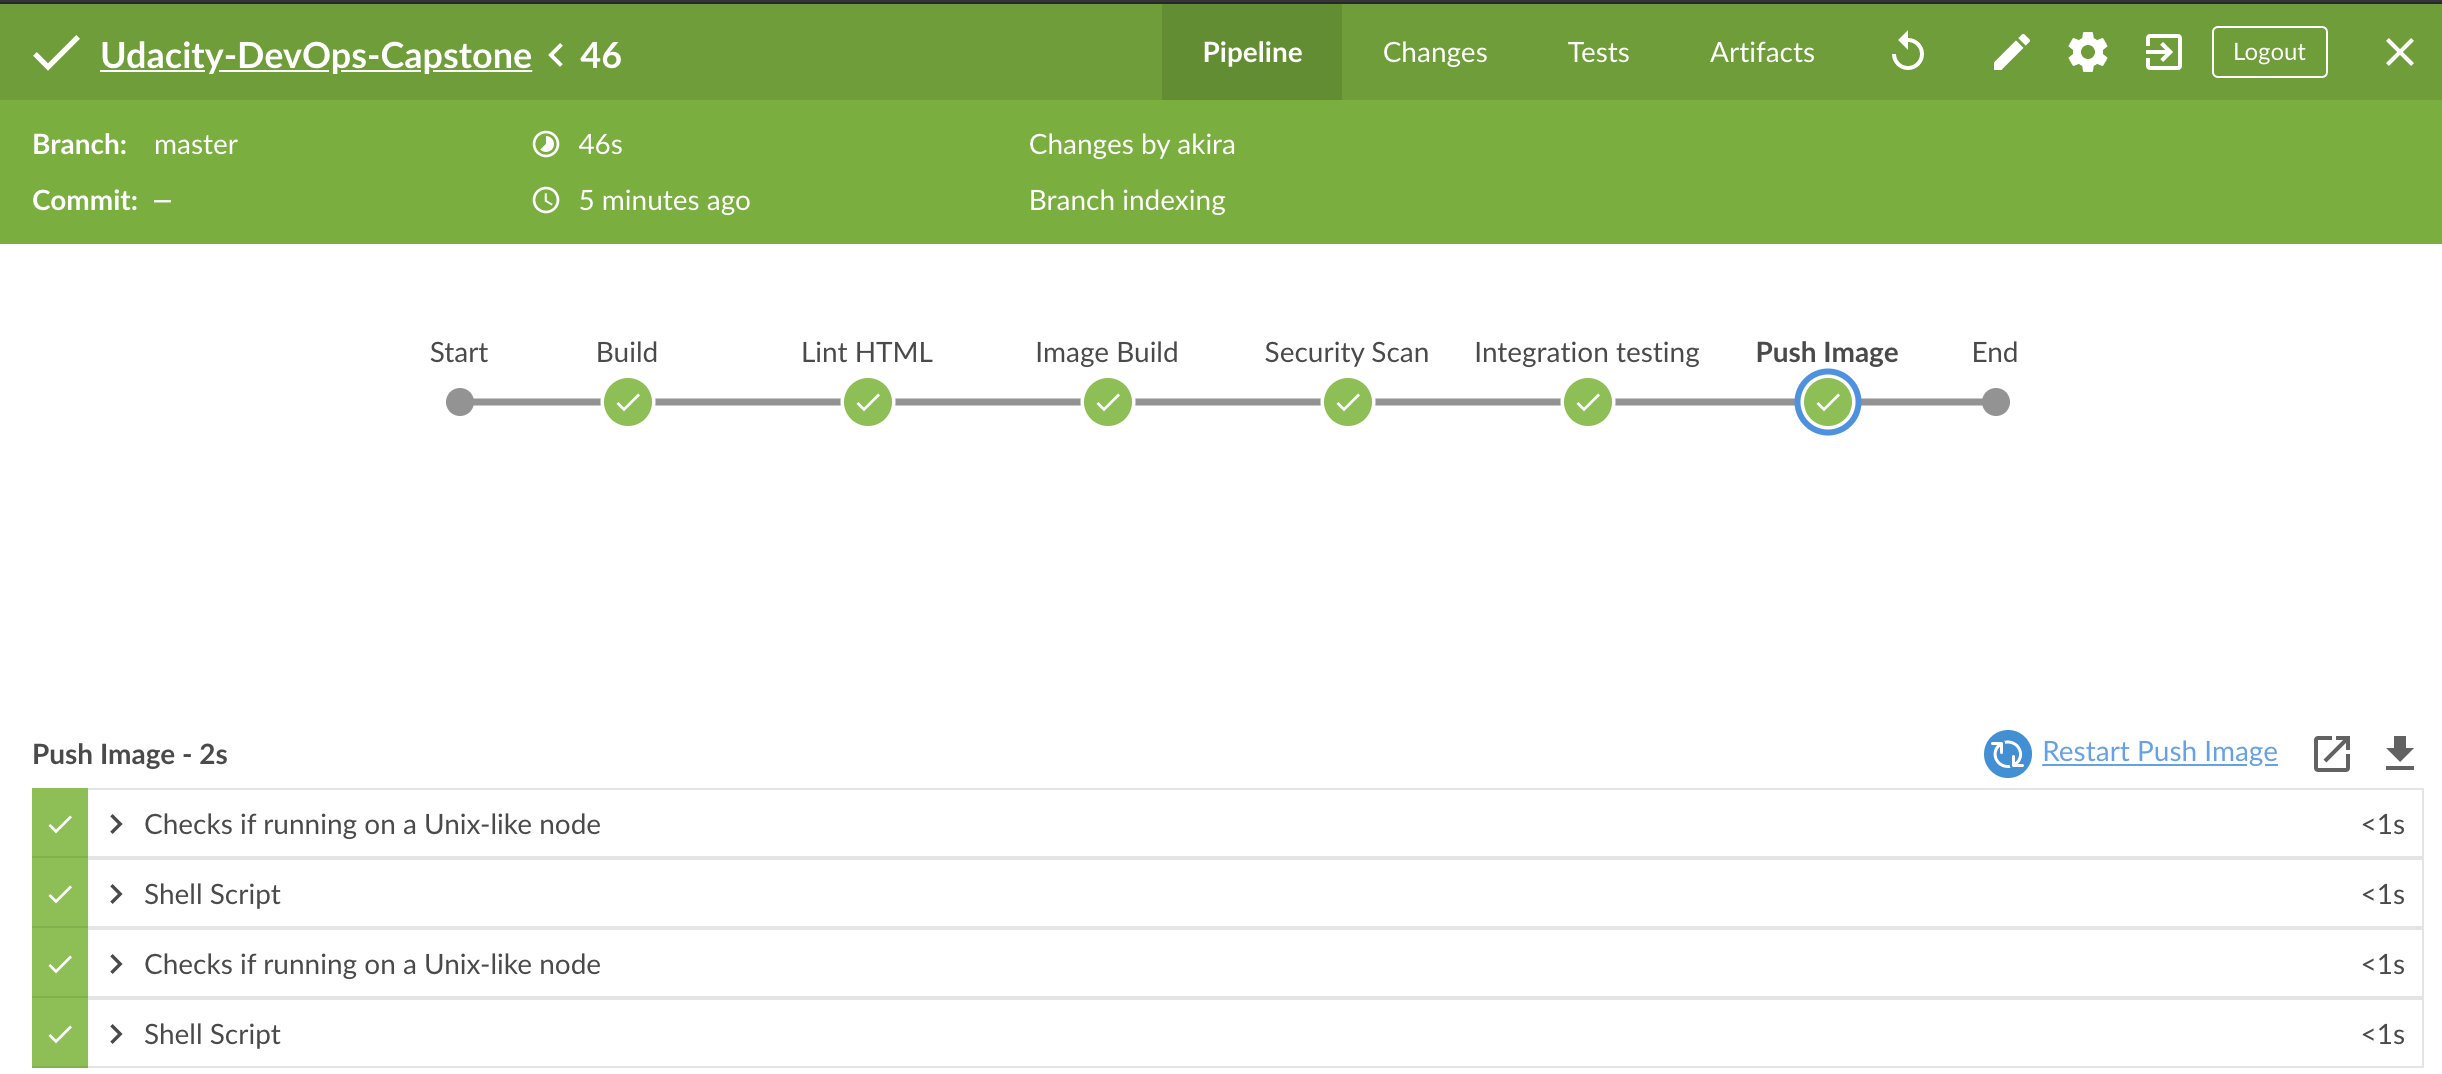 Udacity-DevOps-Capstone < 46
Pipeline Changes Tests Artifacts Logout
Branch: master 46s Changes by akira
Commit: – 5 minutes ago Branch indexing
Start Build Lint HTML Image Build Security Scan Integration testing Push Image End
Push Image - 2s Restart Push Image
Checks if running on a Unix-like node <1s
Shell Script <1s
Checks if running on a Unix-like node <1s
Shell Script <1s